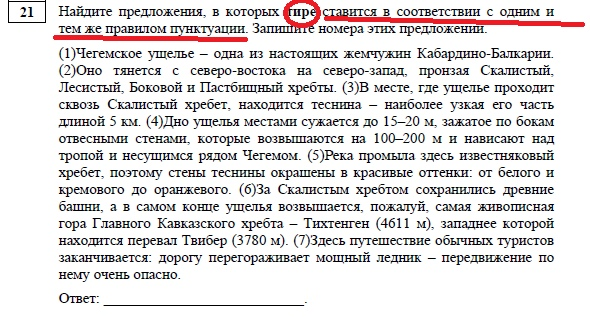 21
Найдите предложения, в которых тире ставится в соответствии с одним и
тем же правилом пунктуации. Запишите номера этих предложений.
(1)Чегемское ущелье – одна из настоящих жемчужин Кабардино-Балкарии.
(2)Оно тянется с северо-востока на северо-запад, пронзая Скалистый,
Лесистый, Боковой и Пастбищный хребты. (3)В месте, где ущелье проходит
сквозь Скалистый хребет, находится теснина – наиболее узкая его часть
длиной 5 км. (4)Дно ущелья местами сужается до 15–20 м, зажатое по бокам
отвесными стенами, которые возвышаются на 100–200 м и нависают над
тропой и несущимся рядом Чегемом. (5)Река промыла здесь известняковый
хребет, поэтому стены теснины окрашены в красивые оттенки: от белого и
кремового до оранжевого. (6)За Скалистым хребтом сохранились древние
башни, а в самом конце ущелья возвышается, пожалуй, самая живописная
гора Главного Кавказского хребта – Тихтенген (4611 м), западнее которой
находится перевал Твибер (3780 м). (7)Здесь путешествие обычных туристов
заканчивается: дорогу перегораживает мощный ледник – передвижение по
нему очень опасно.
Ответ: ___________________________.